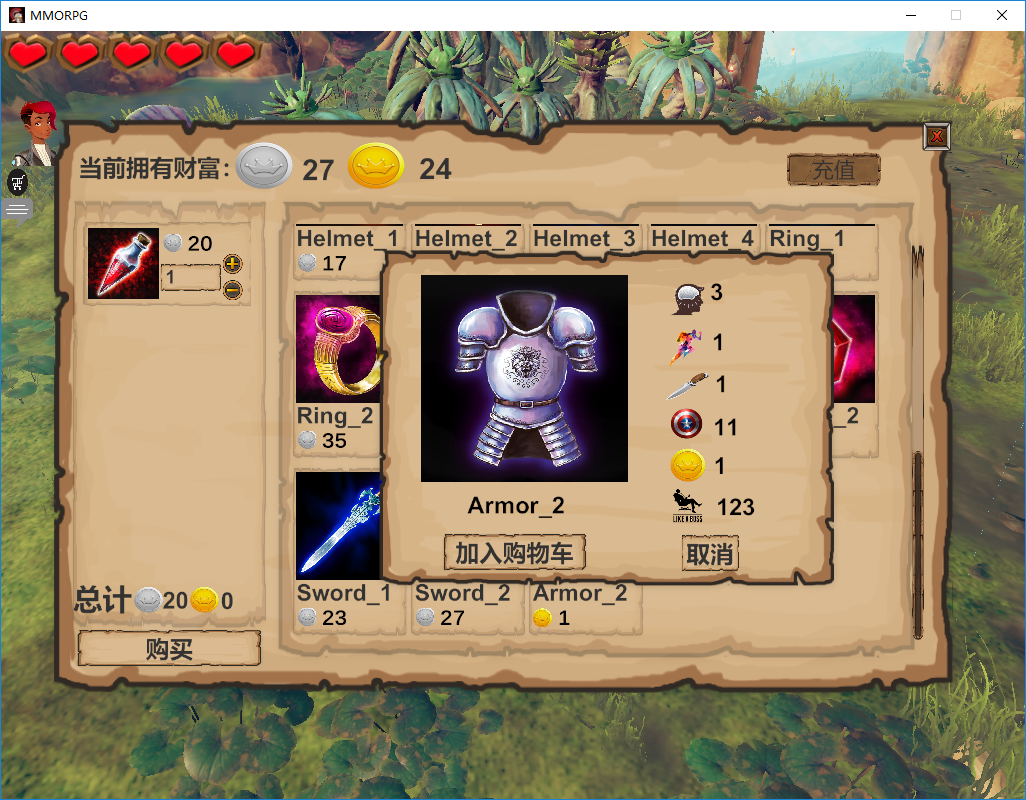 MMORPG
当前拥有财富: 27 24
充值
20
1
Helmet_1 Helmet_2 Helmet_3 Helmet_4 Ring_1
17
3
1
1
11
1
LIKE A BOSS 123
Armor_2
加入购物车 取消
Ring_2 _2
35
Sword_1 Sword_2 Armor_2
23 27 1
总计 20 0
购买